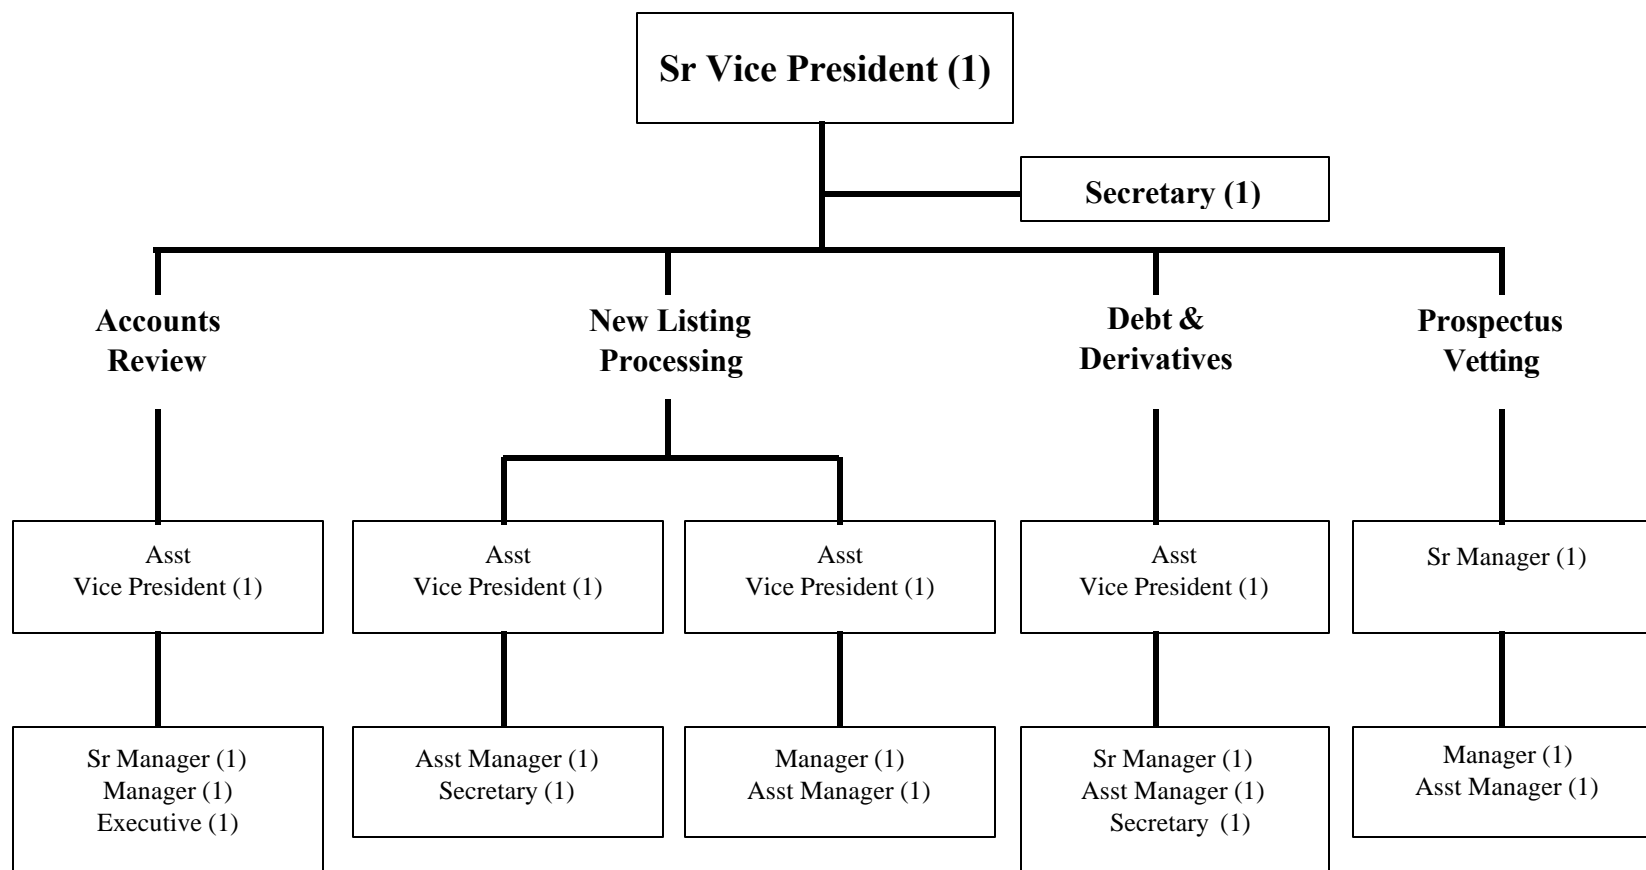 Sr Vice President (1)
Secretary (1)
Accounts
Review
New Listing
Processing
Debt &
Derivatives
Prospectus
Vetting
Asst
Vice President (1)
Asst
Vice President (1)
Asst
Vice President (1)
Asst
Vice President (1)
Sr Manager (1)
Sr Manager (1)
Manager (1)
Executive (1)
Asst Manager (1)
Secretary (1)
Manager (1)
Asst Manager (1)
Sr Manager (1)
Asst Manager (1)
Secretary (1)
Manager (1)
Asst Manager (1)